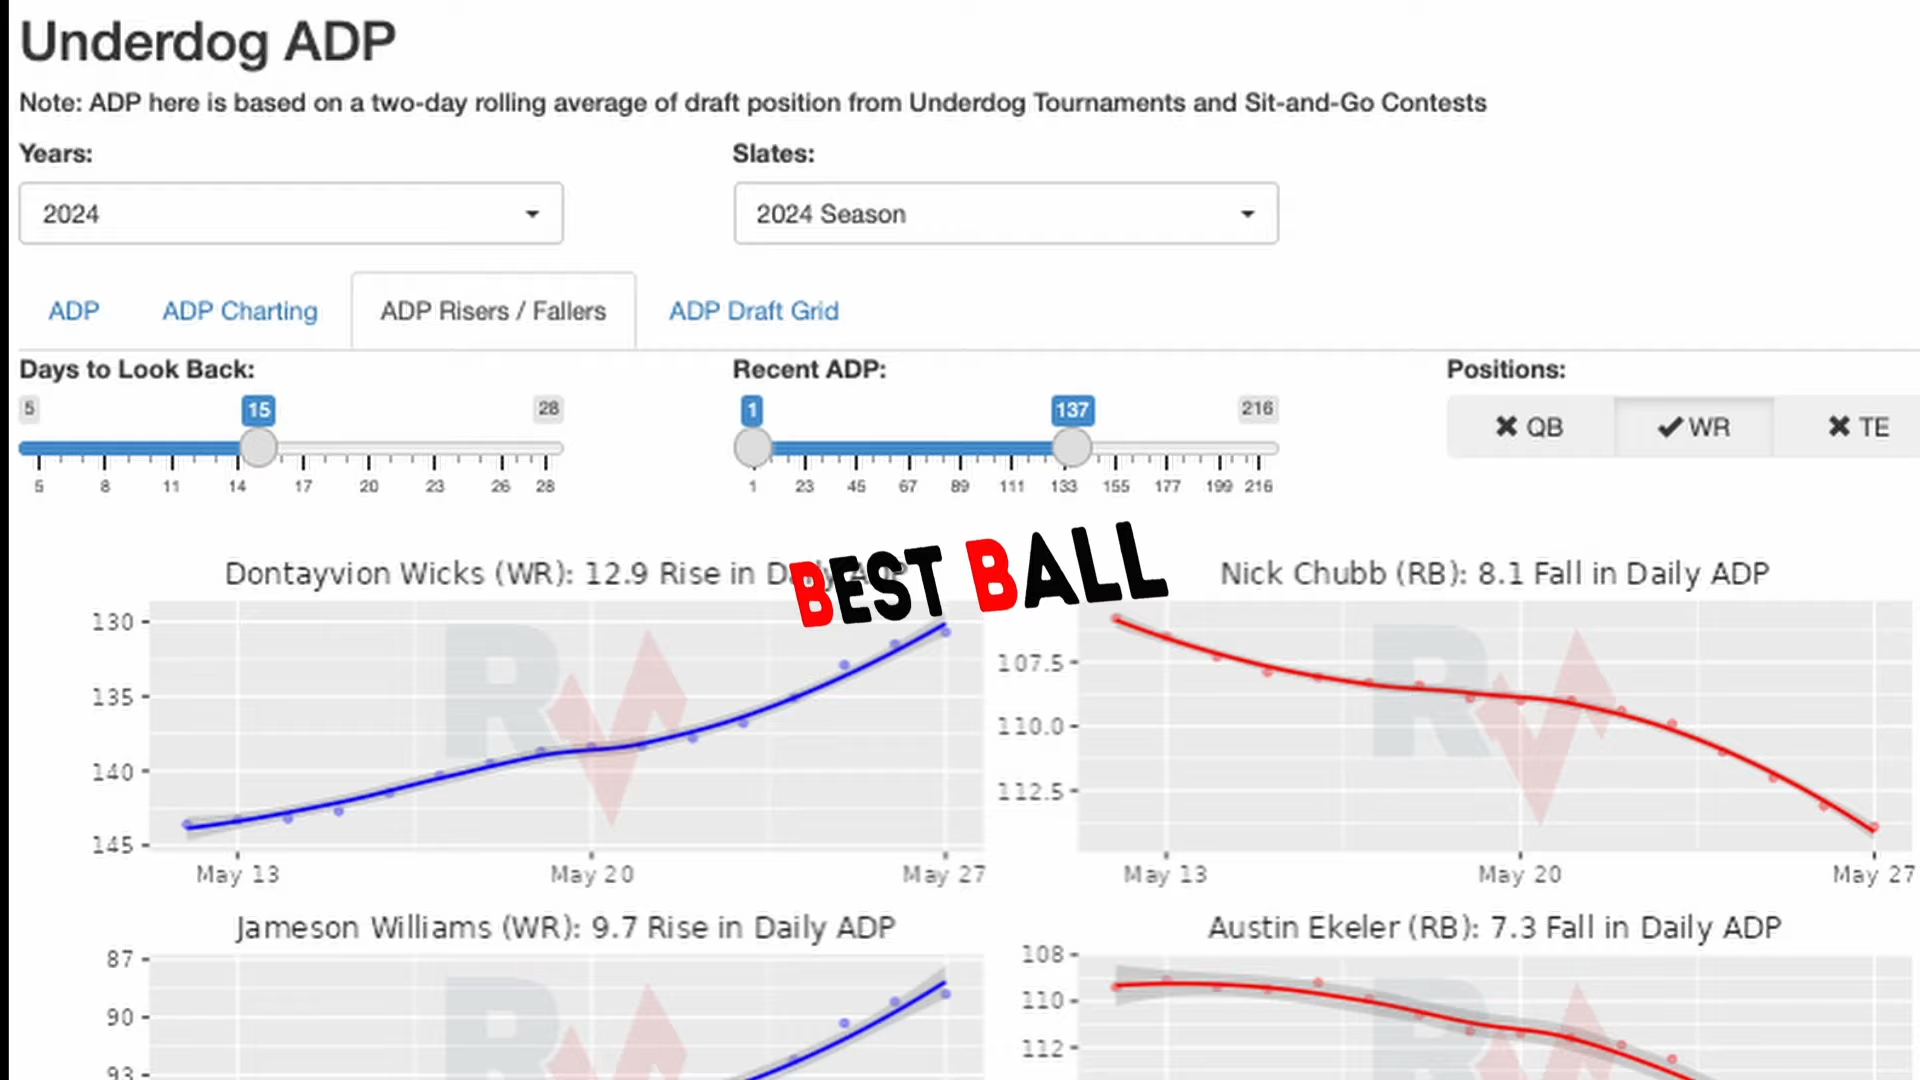 Underdog ADP
Note: ADP here is based on a two-day rolling average of draft position from Underdog Tournaments and Sit-and-Go Contests
Years:
Slates:
2024
2024 Season
ADP
ADP Charting
ADP Risers / Fallers
ADP Draft Grid
Days to Look Back:
Recent ADP:
Positions:
5
15
28
1
137
216
QB
WR
TE
5 8 11 14 17 20 23 26 28
1 23 45 67 89 111 133 155 177 199 216
BEST BALL
Dontayvion Wicks (WR): 12.9 Rise in Daily ADP
130
135
140
145
May 13 May 20 May 27
Nick Chubb (RB): 8.1 Fall in Daily ADP
107.5
110.0
112.5
May 13 May 20 May 27
Jameson Williams (WR): 9.7 Rise in Daily ADP
87
90
93
Austin Ekeler (RB): 7.3 Fall in Daily ADP
108
110
112